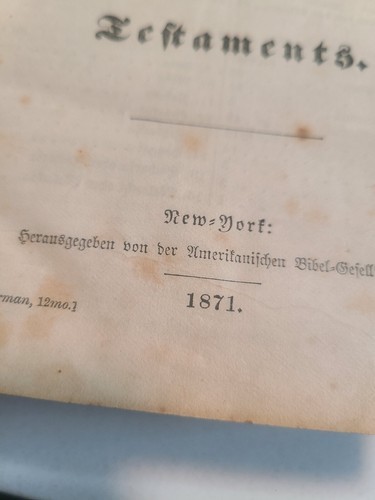 Testaments.
New-York:
Herausgegeben von der Amerikanischen Bibel-Gesell
rman, 12mo.]
1871.